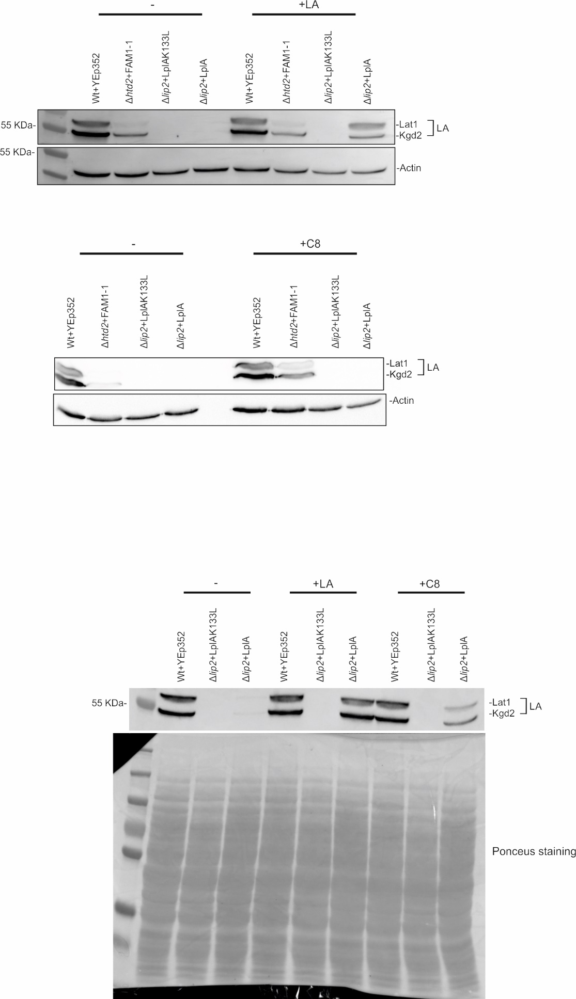 -
+LA
Wt+YEp352
Δhtd2+FAM1-1
Δlip2+LplAK133L
Δlip2+LplA
Wt+YEp352
Δhtd2+FAM1-1
Δlip2+LplAK133L
Δlip2+LplA
55 KDa-
-Lat1
-Kgd2
LA
55 KDa-
-Actin
-
+C8
Wt+YEp352
Δhtd2+FAM1-1
Δlip2+LplAK133L
Δlip2+LplA
Wt+YEp352
Δhtd2+FAM1-1
Δlip2+LplAK133L
Δlip2+LplA
-Lat1
-Kgd2
LA
-Actin
-
+LA
+C8
Wt+YEp352
Δlip2+LplAK133L
Δlip2+LplA
Wt+YEp352
Δlip2+LplAK133L
Δlip2+LplA
Wt+YEp352
Δlip2+LplAK133L
Δlip2+LplA
55 KDa-
-Lat1
-Kgd2
LA
Ponceus staining